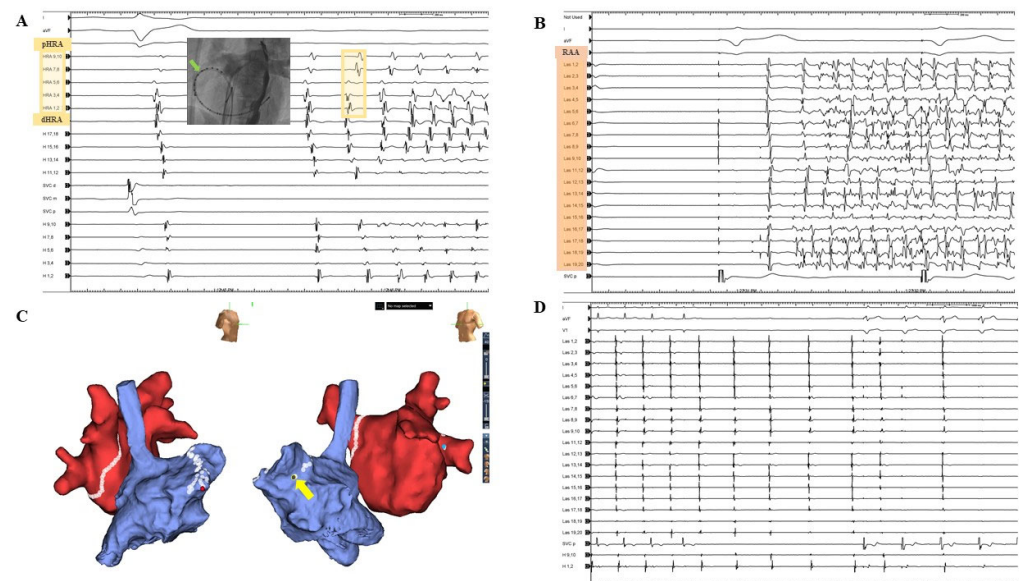 A
I
aVF
pHRA
HRA 9,10
HRA 7,8
HRA 5,6
HRA 3,4
HRA 1,2
dHRA
H 17,18
H 15,16
H 13,14
H 11,12
SVC d
SVC m
SVC p
H 9,10
H 7,8
H 5,6
H 3,4
H 1,2
B
Not Used
I
aVF
RAA
Las 1,2
Las 2,3
Las 3,4
Las 4,5
Las 5,6
Las 6,7
Las 7,8
Las 8,9
Las 9,10
Las 11,12
Las 12,13
Las 13,14
Las 14,15
Las 15,16
Las 16,17
Las 17,18
Las 18,19
Las 19,20
SVC p
C
No map selected
D
I
aVF
V1
Las 1,2
Las 2,3
Las 3,4
Las 4,5
Las 5,6
Las 6,7
Las 7,8
Las 8,9
Las 9,10
Las 11,12
Las 12,13
Las 13,14
Las 14,15
Las 15,16
Las 16,17
Las 17,18
Las 18,19
Las 19,20
SVC p
H 9,10
H 1,2